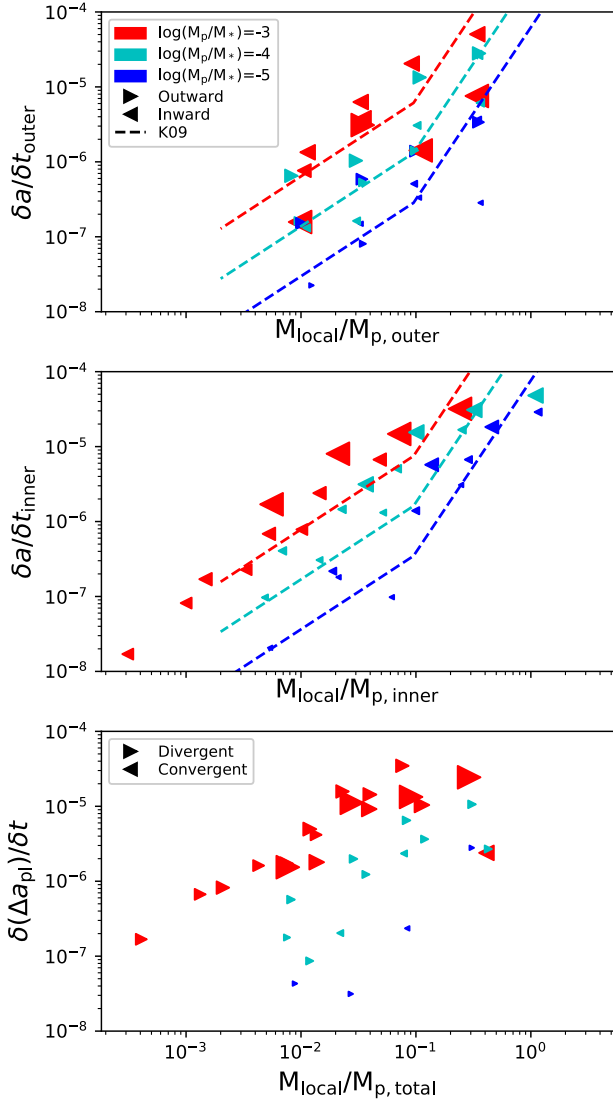 10⁻⁴
10⁻⁵
10⁻⁶
10⁻⁷
10⁻⁸
δa/δt_outer
log(M_p/M_*)=-3
log(M_p/M_*)=-4
log(M_p/M_*)=-5
Outward
Inward
K09
M_local/M_p, outer
10⁻⁴
10⁻⁵
10⁻⁶
10⁻⁷
10⁻⁸
δa/δt_inner
M_local/M_p, inner
10⁻⁴
10⁻⁵
10⁻⁶
10⁻⁷
10⁻⁸
δ(Δa_pl)/δt
Divergent
Convergent
10⁻³ 10⁻² 10⁻¹ 10⁰
M_local/M_p, total